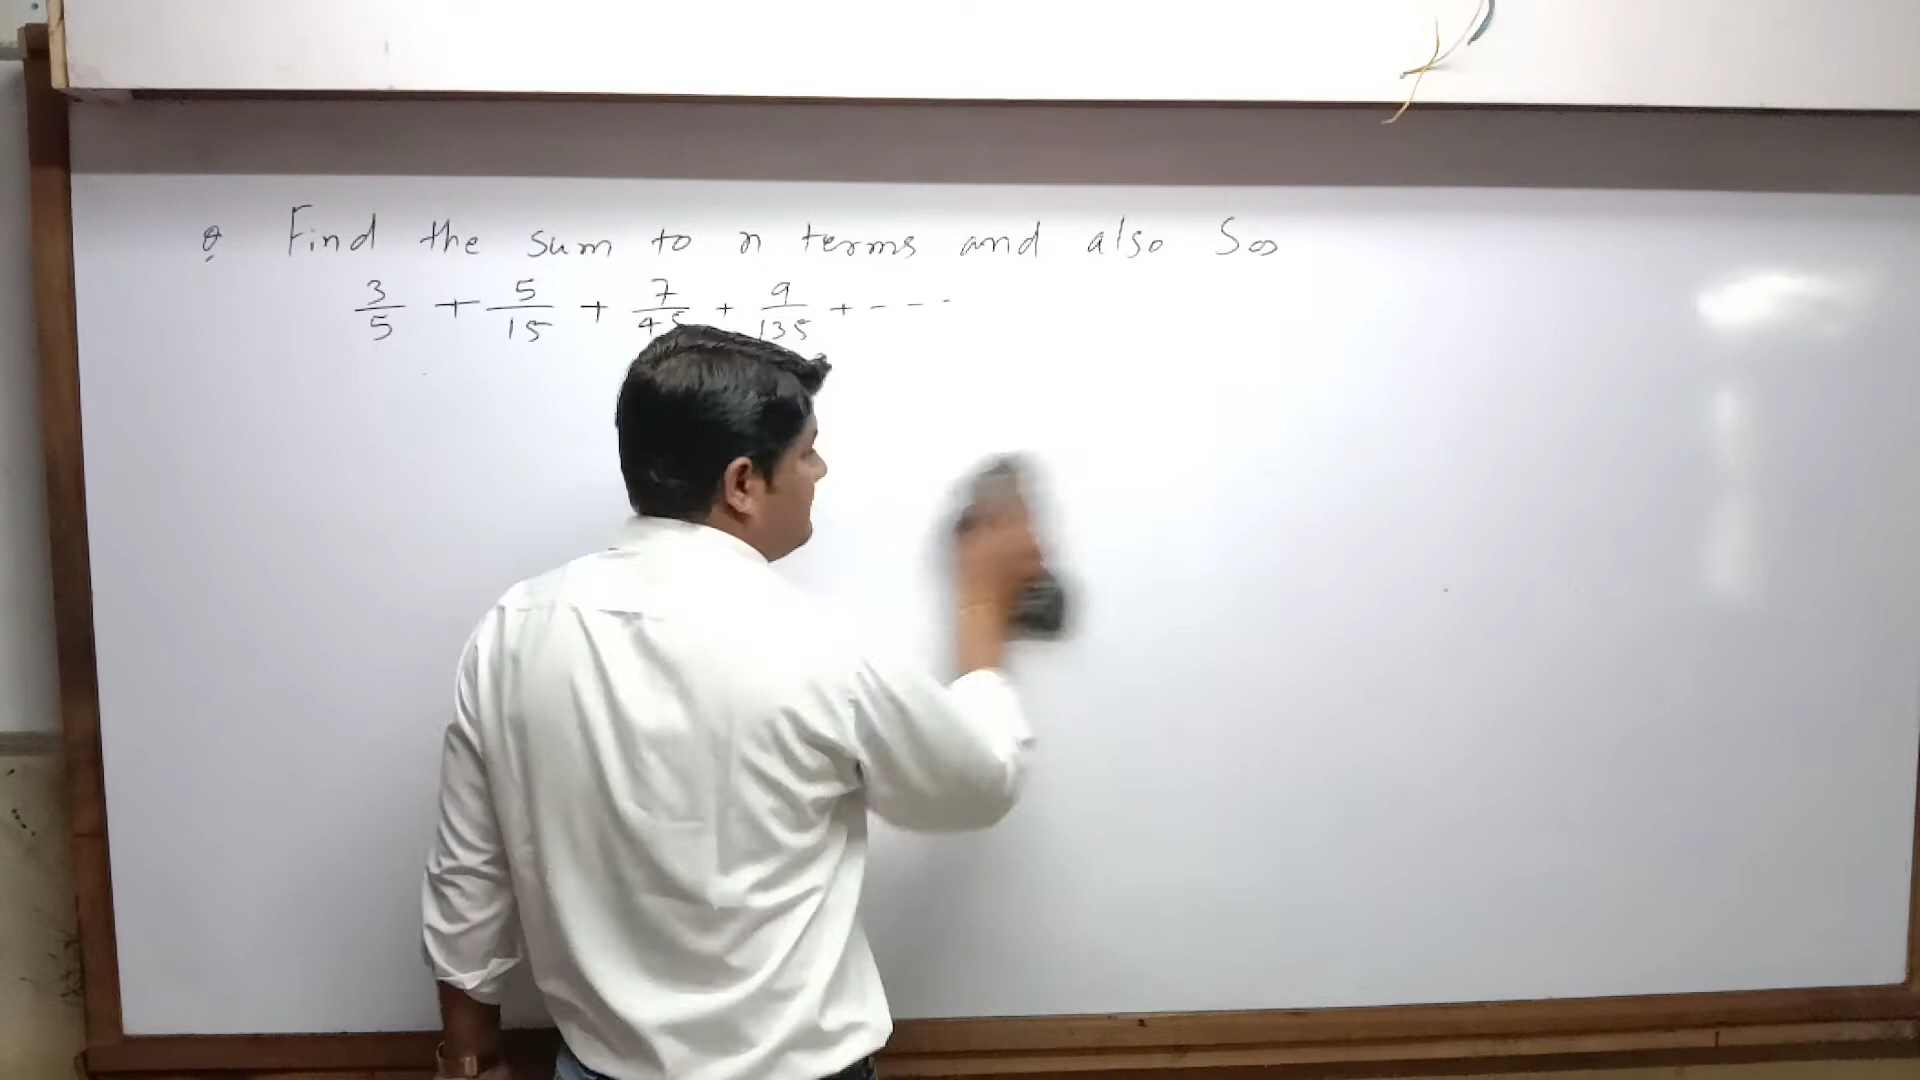 Q. Find the sum to n terms and also S∞
3/5 + 5/15 + 7/45 + 9/135 + ----